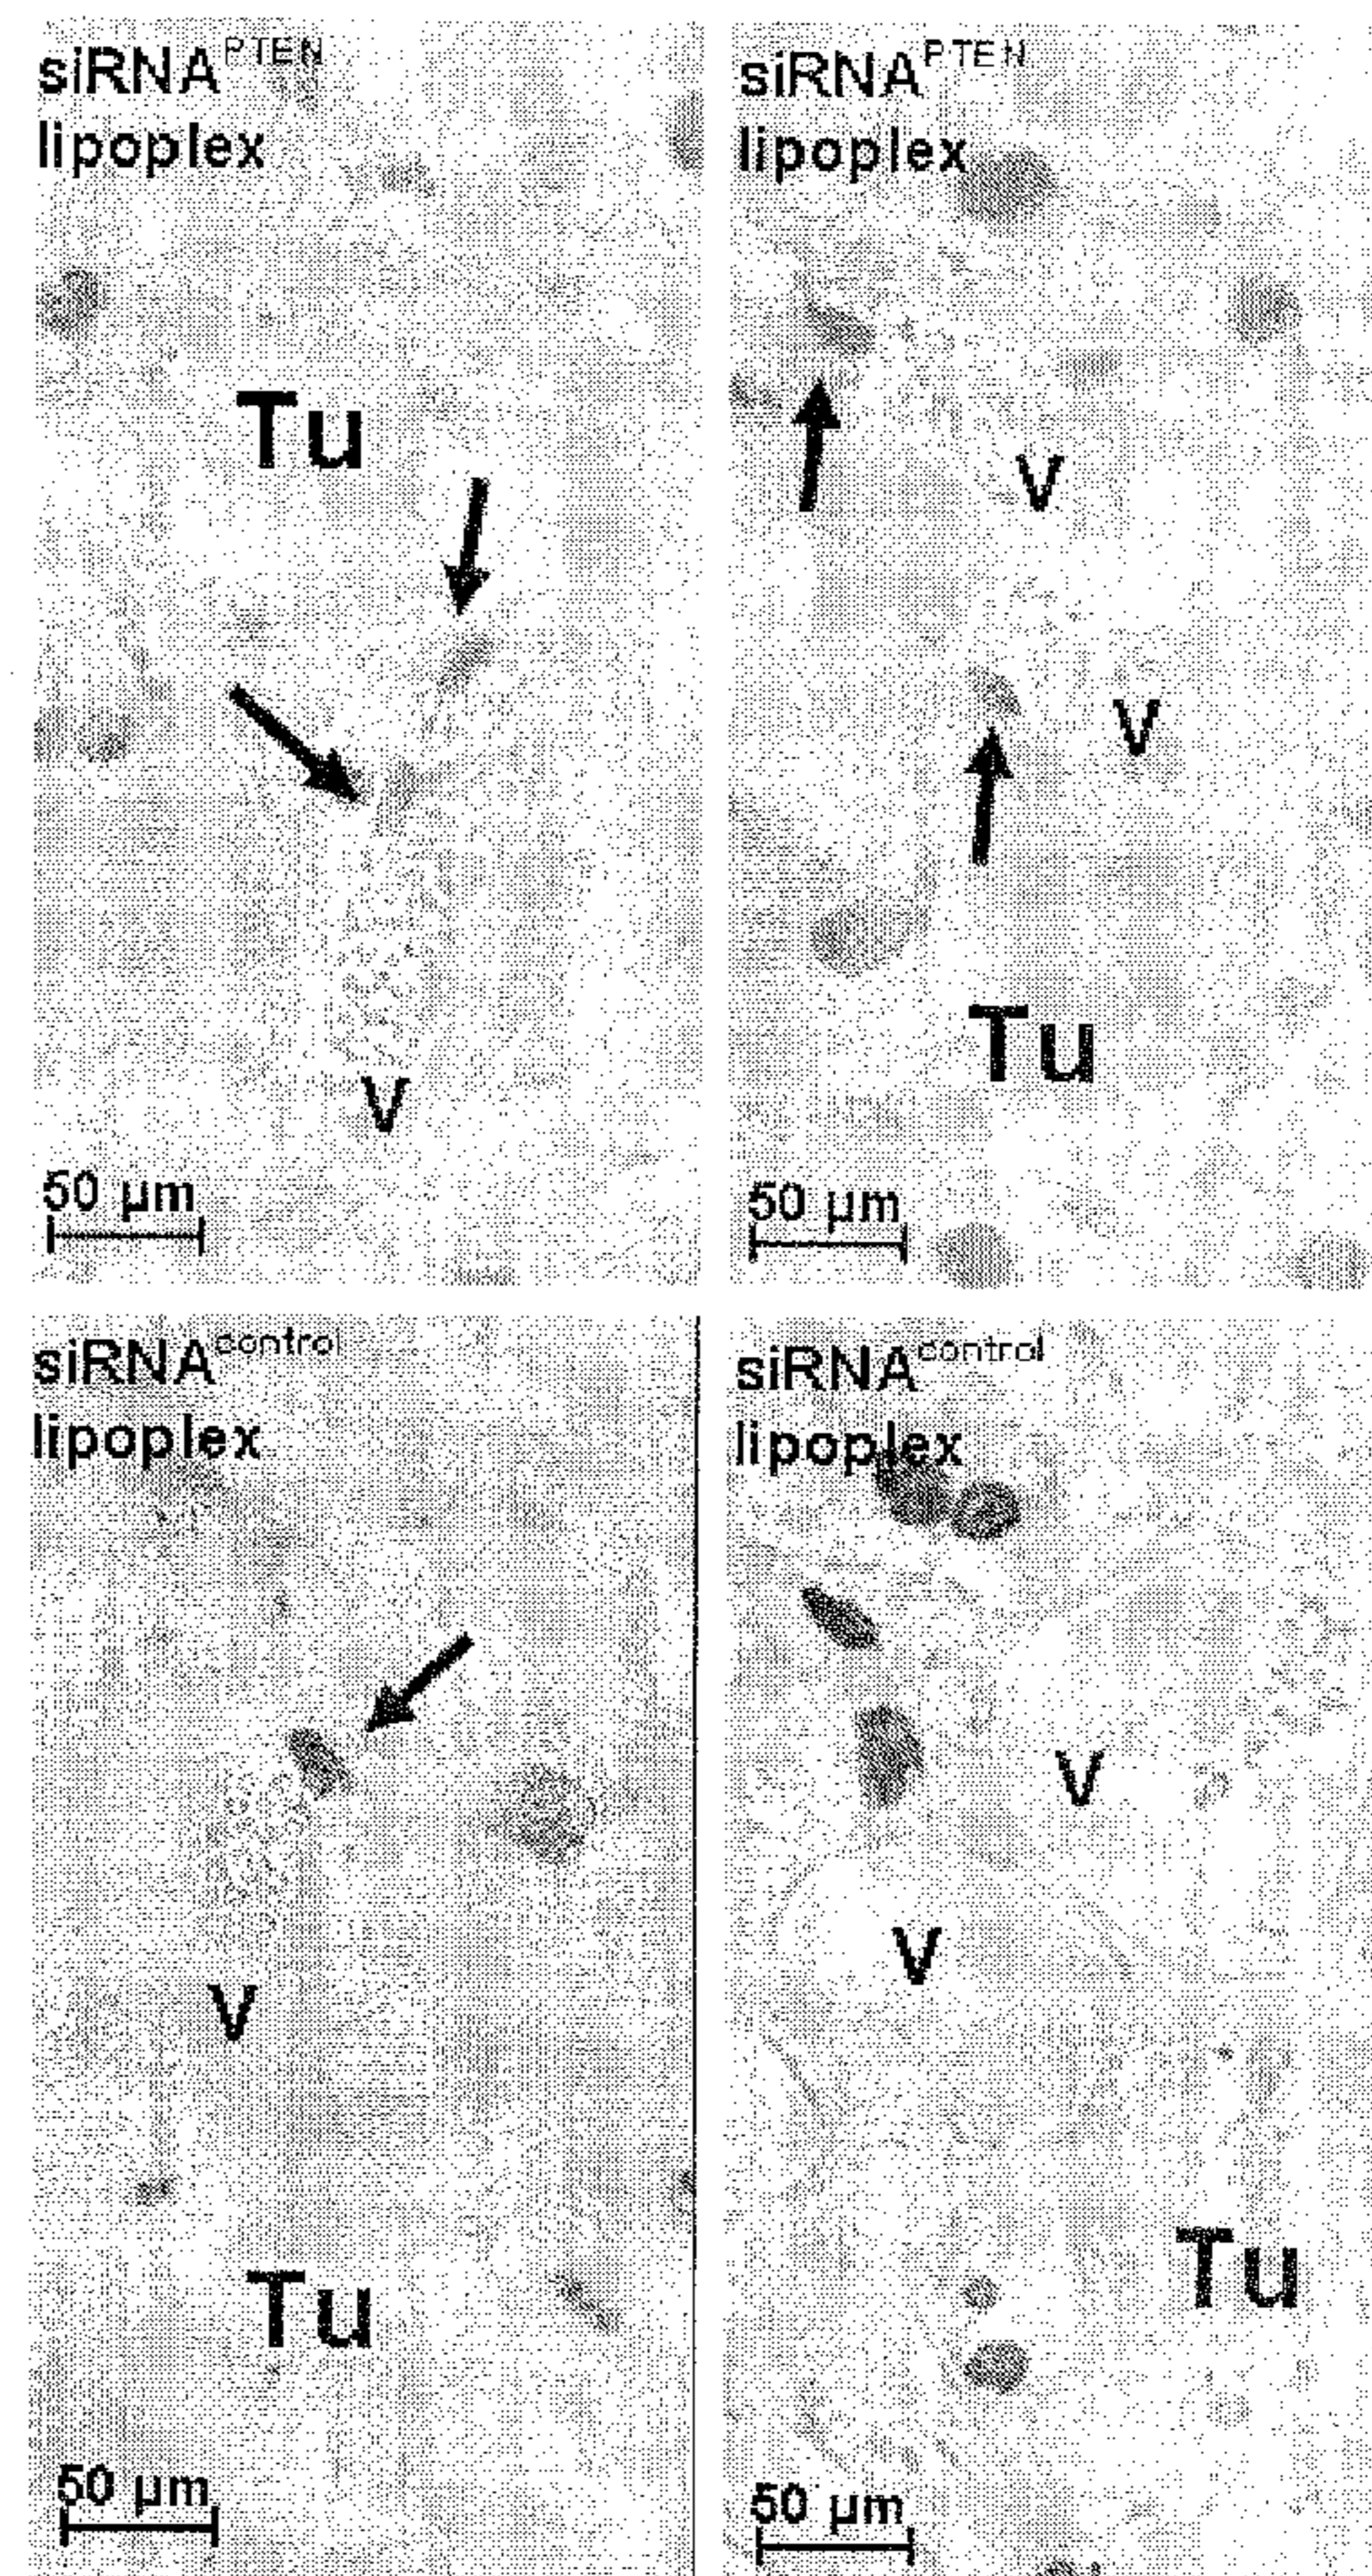 siRNA^PTEN
lipoplex
Tu
v
50 µm
siRNA^PTEN
lipoplex
v
v
Tu
50 µm
siRNA^control
lipoplex
v
Tu
50 µm
siRNA^control
lipoplex
v
v
Tu
50 µm